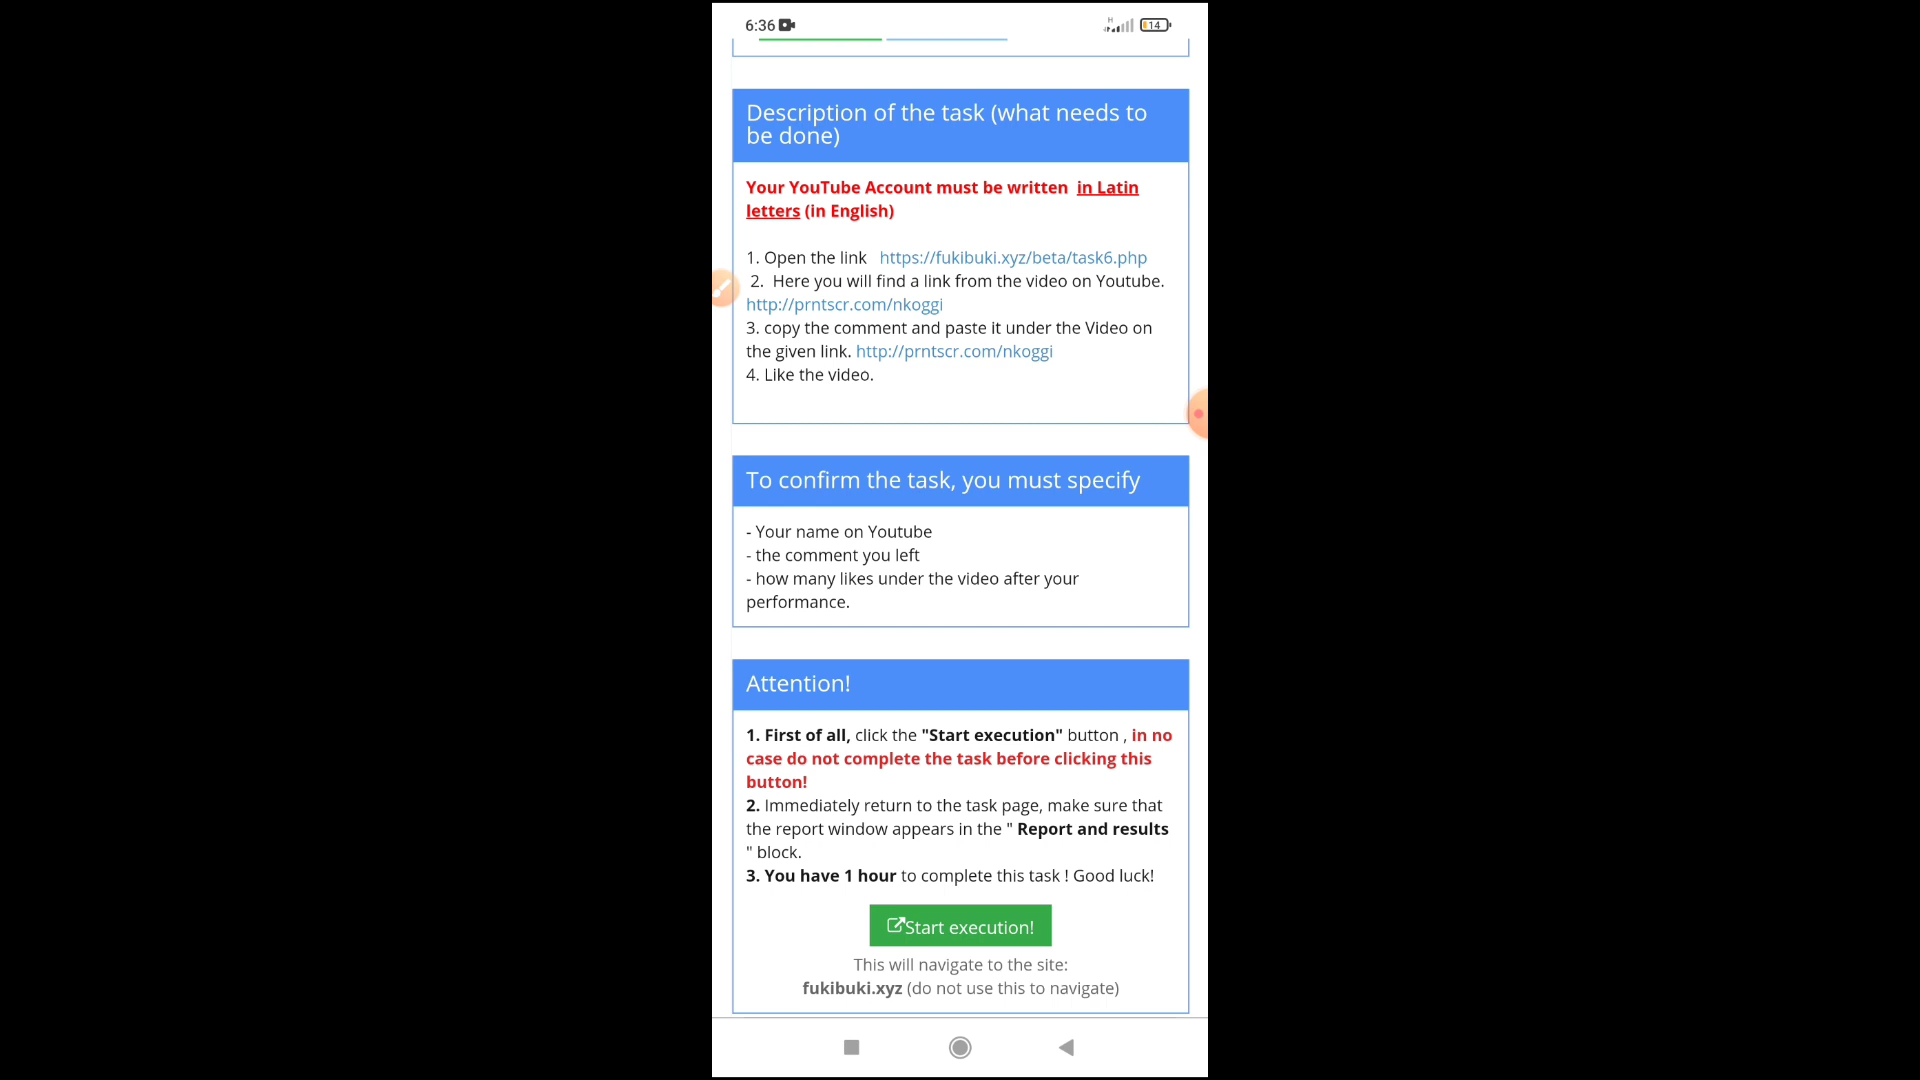 6:36
H
14
Description of the task (what needs to
be done)
Your YouTube Account must be written in Latin
letters (in English)
1. Open the link https://fukibuki.xyz/beta/task6.php
2. Here you will find a link from the video on Youtube.
http://prntscr.com/nkoggi
3. copy the comment and paste it under the Video on
the given link. http://prntscr.com/nkoggi
4. Like the video.
To confirm the task, you must specify
- Your name on Youtube
- the comment you left
- how many likes under the video after your
performance.
Attention!
1. First of all, click the "Start execution" button , in no
case do not complete the task before clicking this
button!
2. Immediately return to the task page, make sure that
the report window appears in the " Report and results
" block.
3. You have 1 hour to complete this task ! Good luck!
Start execution!
This will navigate to the site:
fukibuki.xyz (do not use this to navigate)